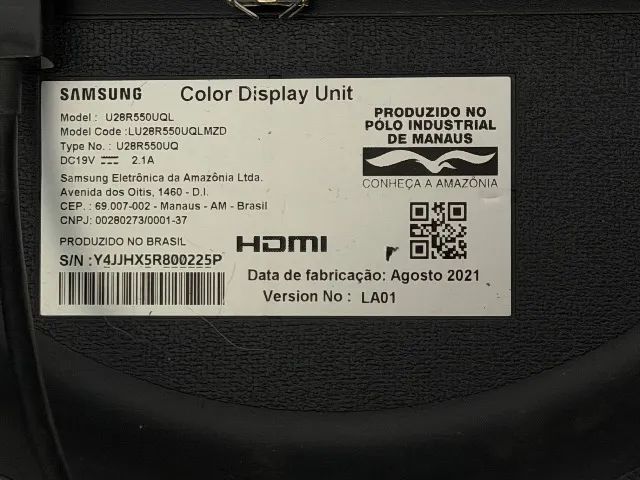 SAMSUNG Color Display Unit
Model : U28R550UQL
Model Code :LU28R550UQLMZD
Type No. : U28R550UQ
DC19V ⎓ 2.1A
Samsung Eletrônica da Amazônia Ltda.
Avenida dos Oitis, 1460 - D.I.
CEP. : 69.007-002 - Manaus - AM - Brasil
CNPJ: 00280273/0001-37
PRODUZIDO NO BRASIL
S/N :Y4JJHX5R800225P
PRODUZIDO NO
PÓLO INDUSTRIAL
DE MANAUS
CONHEÇA A AMAZÔNIA
HDMI
Data de fabricação: Agosto 2021
Version No : LA01